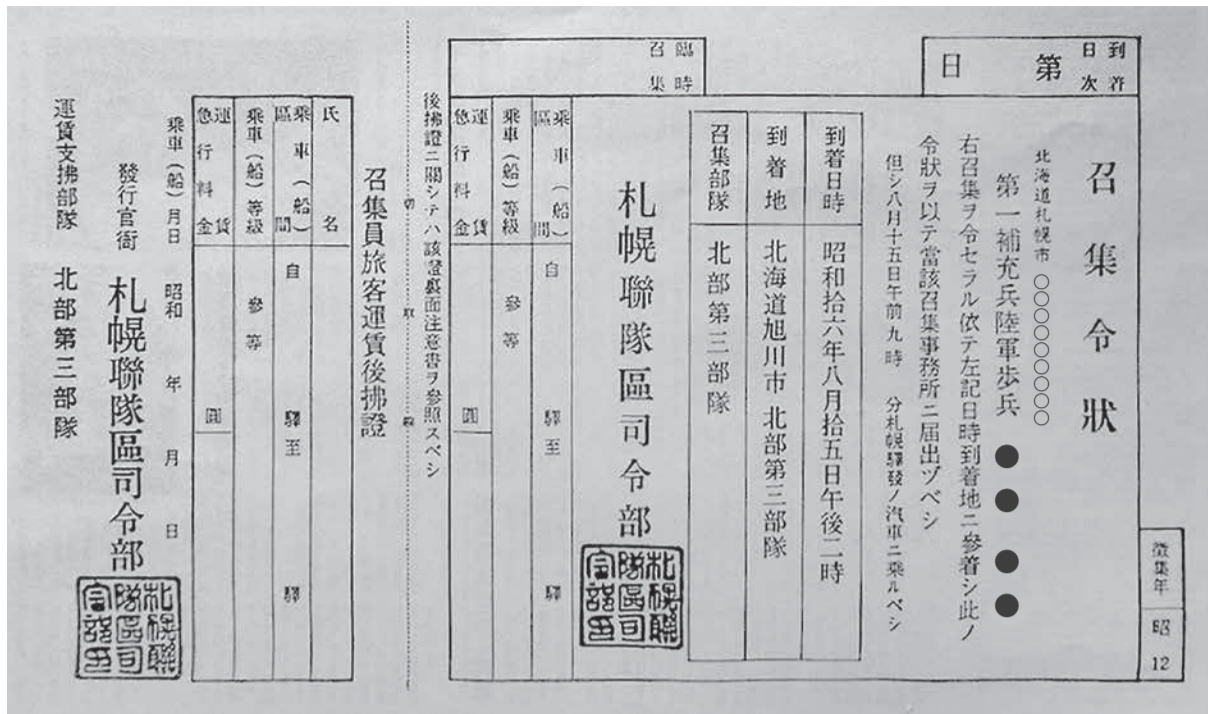 到着日次
第　日
徴集年
昭12
召集令狀
北海道札幌市 ○○○○○○○○○
第一補充兵陸軍歩兵 ●● ●●
右召集ヲ令セラル依テ左記日時到着地ニ參着シ此ノ
令狀ヲ以テ當該召集事務所ニ届出ヅベシ
但シ八月十五日午前九時　分札幌驛發ノ汽車ニ乘ルベシ
到着日時 昭和拾六年八月拾五日午後二時
到着地 北海道旭川市 北部第三部隊
召集部隊 北部第三部隊
臨時召集
札幌聯隊區司令部
札幌聯隊區司令部印
乘車（船）區間 自　驛至　驛
乘車（船）等級 參等
運賃 急行料金 圓
後拂證ニ關シテハ該證裏面注意書ヲ參照スベシ
切取線
召集員旅客運賃後拂證
氏名
乘車（船）區間 自　驛至　驛
乘車（船）等級 參等
運賃 急行料金 圓
乘車（船）月日 昭和　年　月　日
發行官衙 札幌聯隊區司令部
札幌聯隊區司令部印
運賃支拂部隊 北部第三部隊